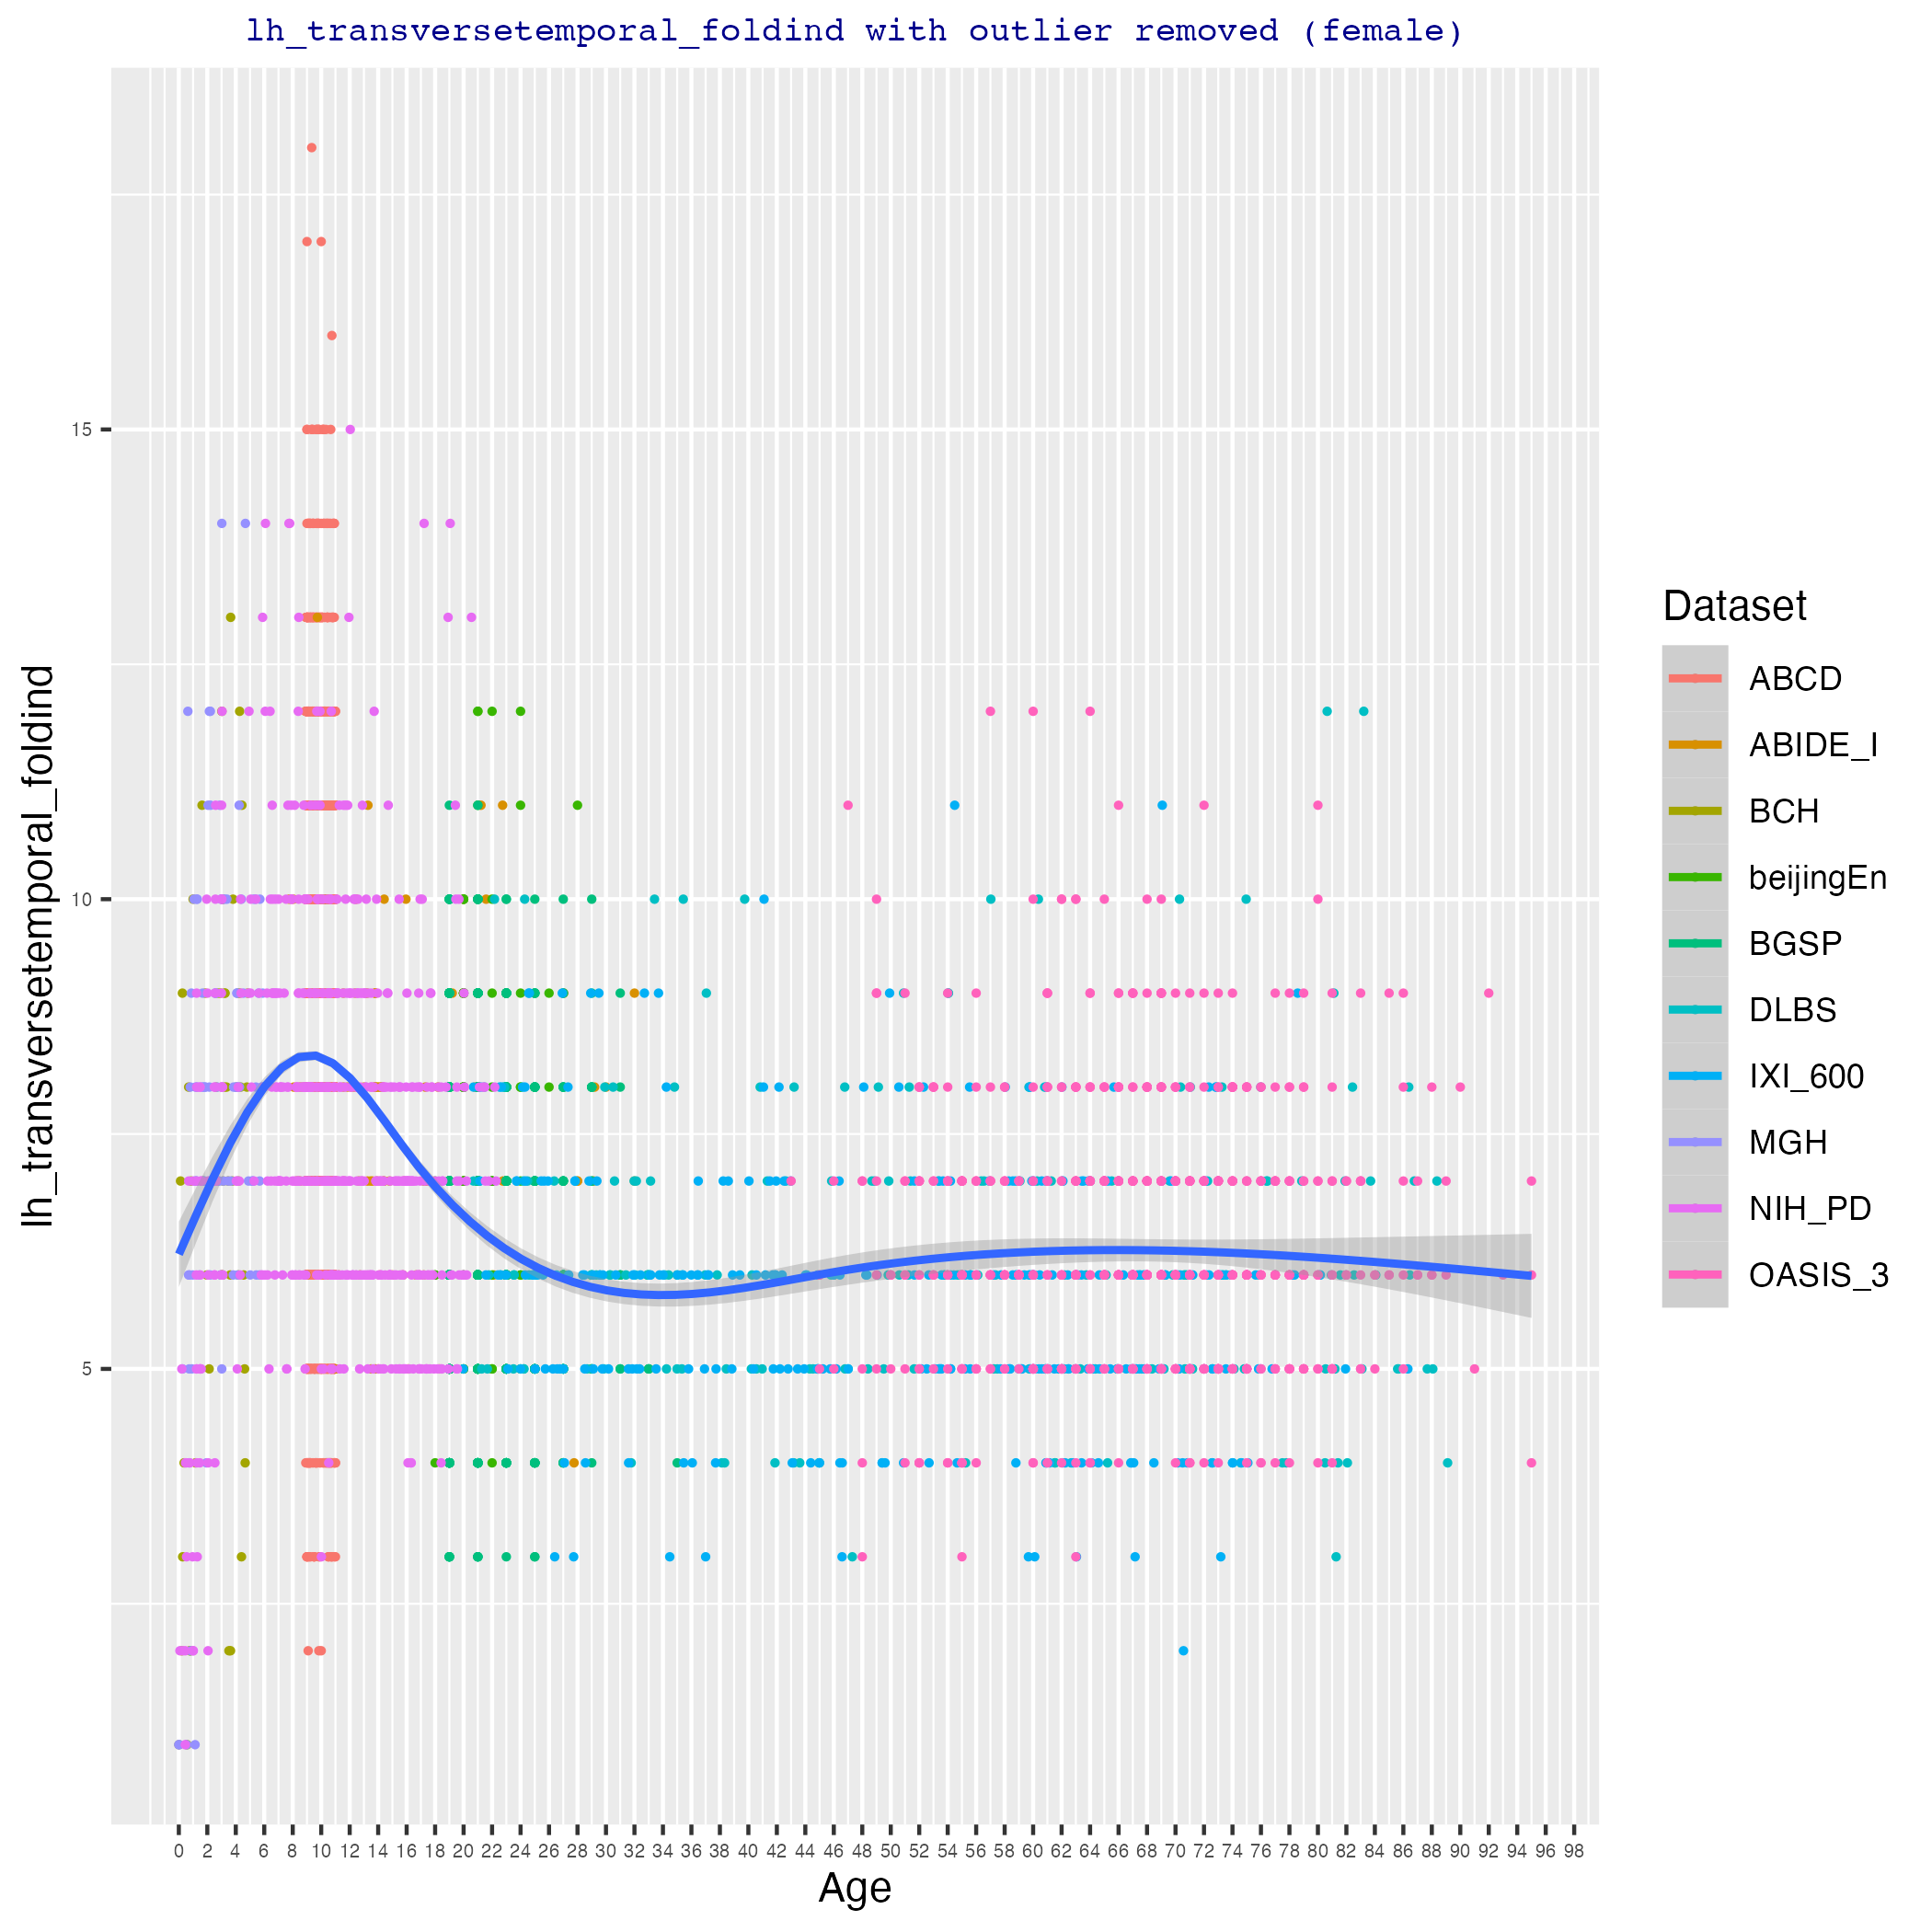 lh_transversetemporal_foldind with outlier removed (female)
lh_transversetemporal_foldind
15
10
5
0 2 4 6 8 10 12 14 16 18 20 22 24 26 28 30 32 34 36 38 40 42 44 46 48 50 52 54 56 58 60 62 64 66 68 70 72 74 76 78 80 82 84 86 88 90 92 94 96 98
Age
Dataset
ABCD
ABIDE_I
BCH
beijingEn
BGSP
DLBS
IXI_600
MGH
NIH_PD
OASIS_3